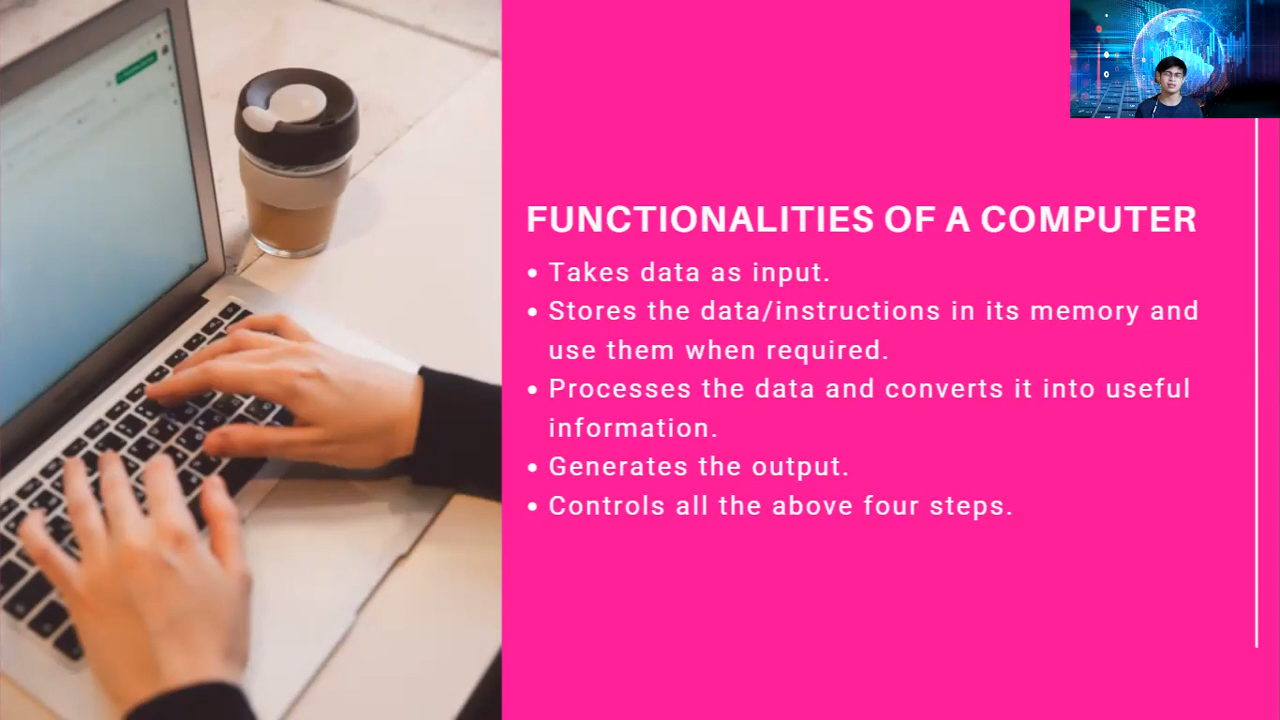 FUNCTIONALITIES OF A COMPUTER
• Takes data as input.
• Stores the data/instructions in its memory and
use them when required.
• Processes the data and converts it into useful
information.
• Generates the output.
• Controls all the above four steps.